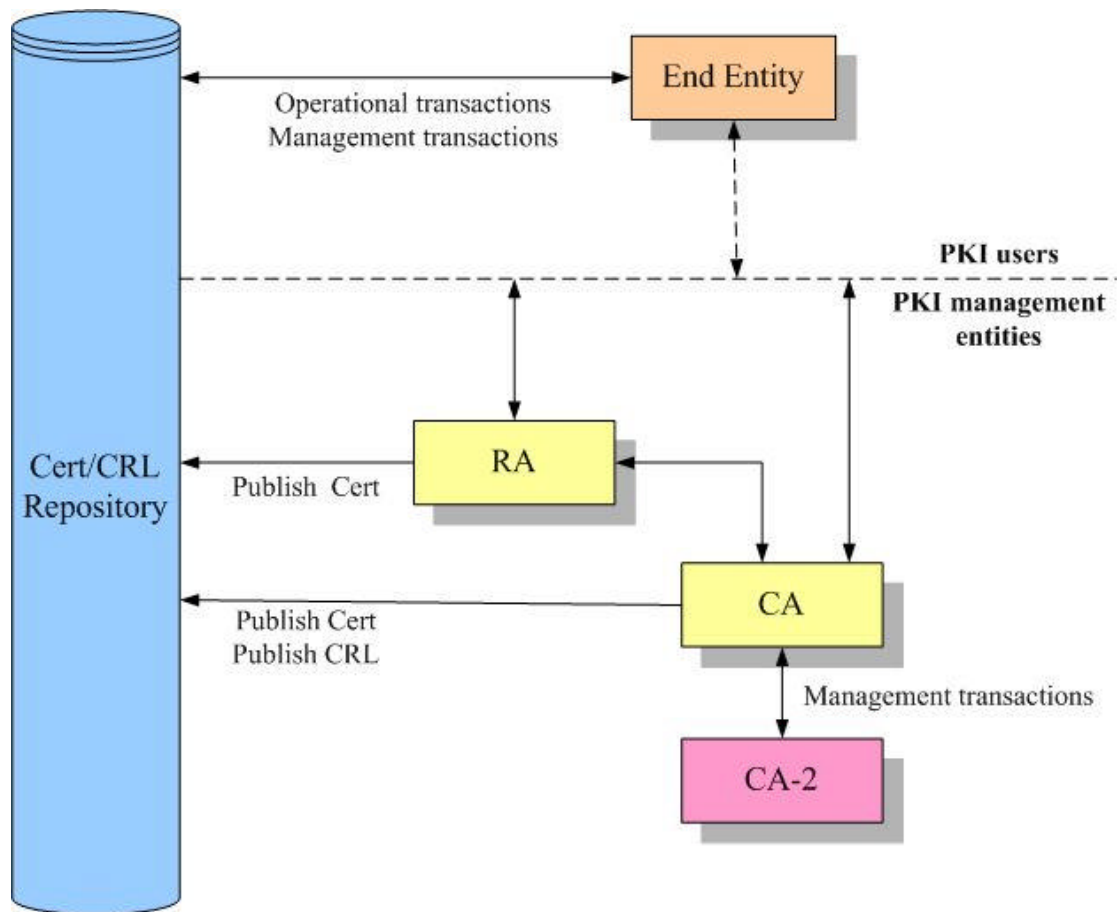 End Entity
Operational transactions
Management transactions
PKI users
PKI management
entities
Cert/CRL
Repository
RA
Publish Cert
CA
Publish Cert
Publish CRL
Management transactions
CA-2